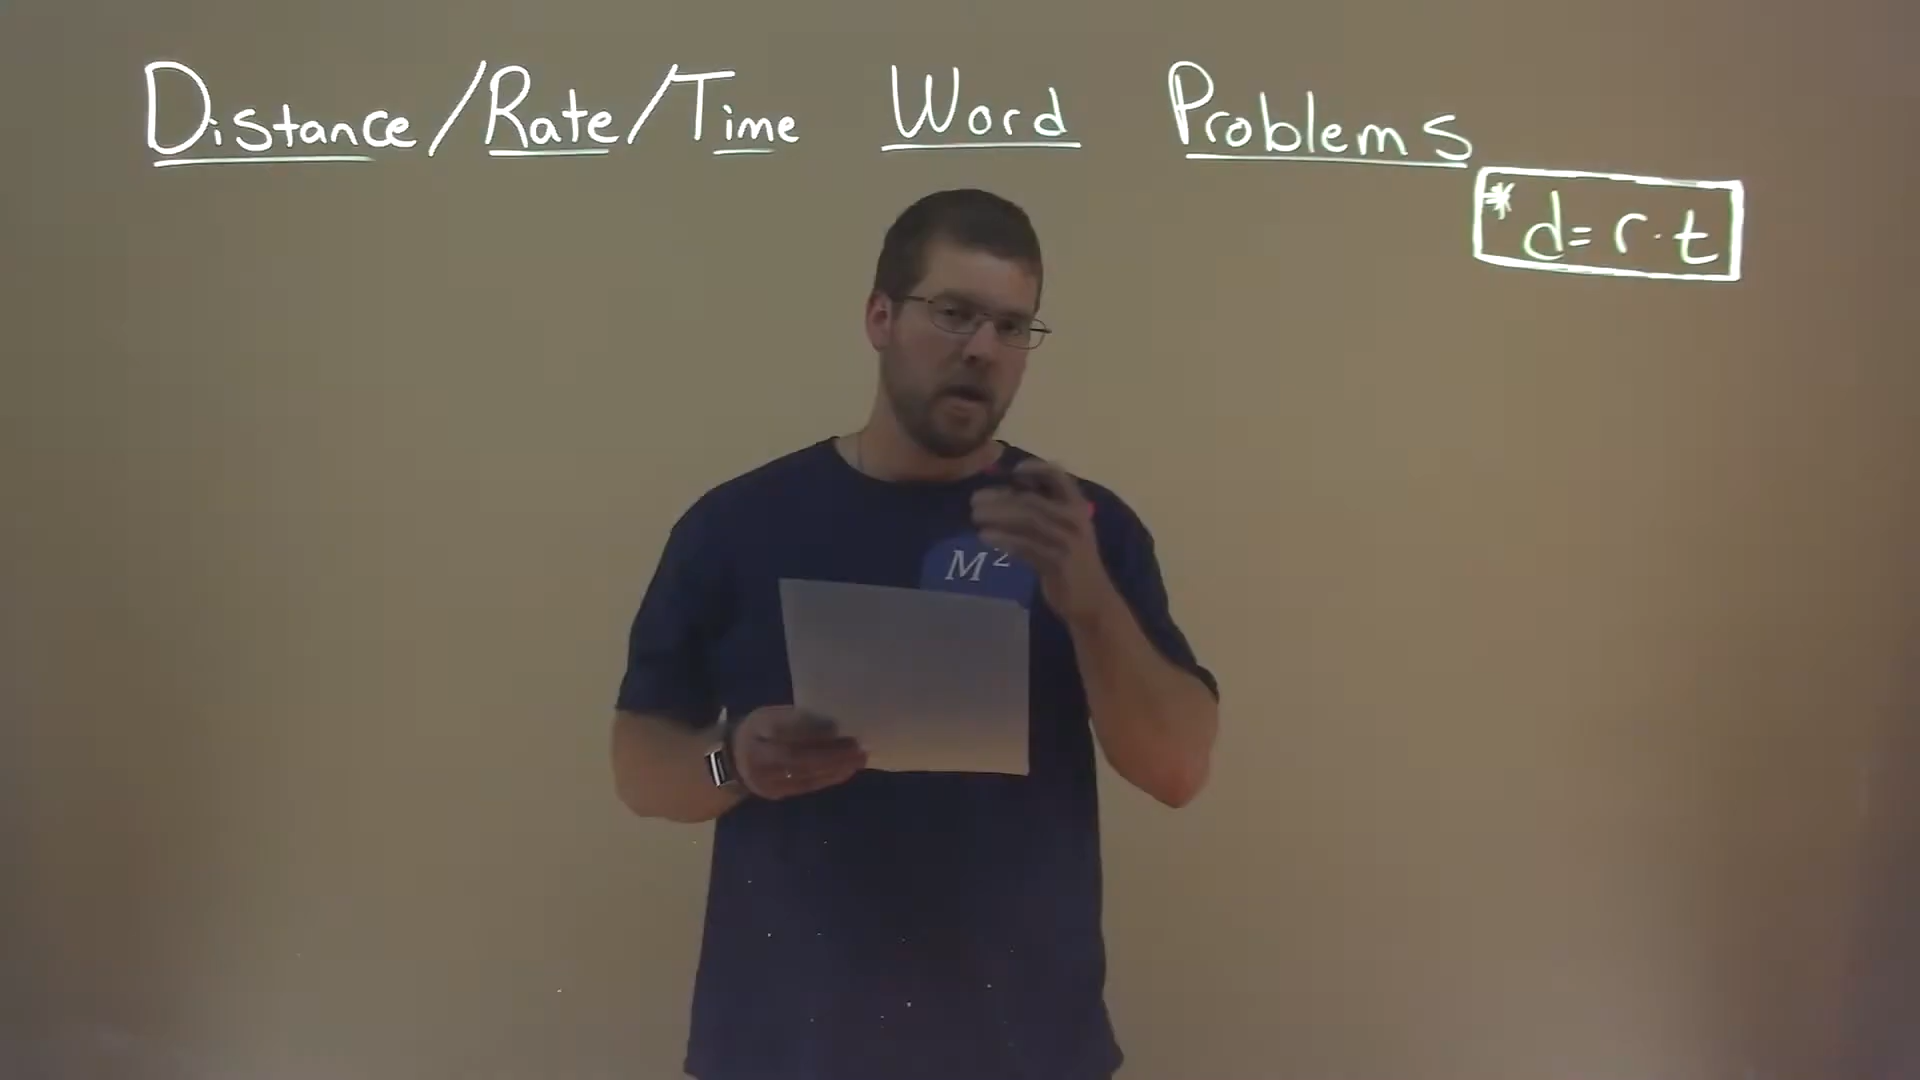 Distance/Rate/Time Word Problems
* d = r · t
M²